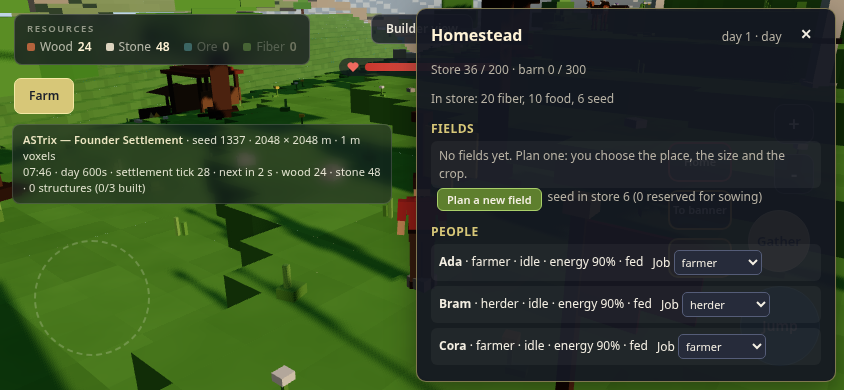 RESOURCES
Wood 24 Stone 48 Ore 0 Fiber 0
Build
Farm
ASTrix — Founder Settlement · seed 1337 · 2048 × 2048 m · 1 m
voxels
07:46 · day 600s · settlement tick 28 · next in 2 s · wood 24 · stone 48
· 0 structures (0/3 built)
Homestead
day 1 · day
×
Store 36 / 200 · barn 0 / 300
In store: 20 fiber, 10 food, 6 seed
FIELDS
No fields yet. Plan one: you choose the place, the size and the
crop.
Plan a new field seed in store 6 (0 reserved for sowing)
To banner
PEOPLE
Gather
Ada · farmer · idle · energy 90% · fed Job farmer
Bram · herder · idle · energy 90% · fed Job herder
Jump
Cora · farmer · idle · energy 90% · fed Job farmer